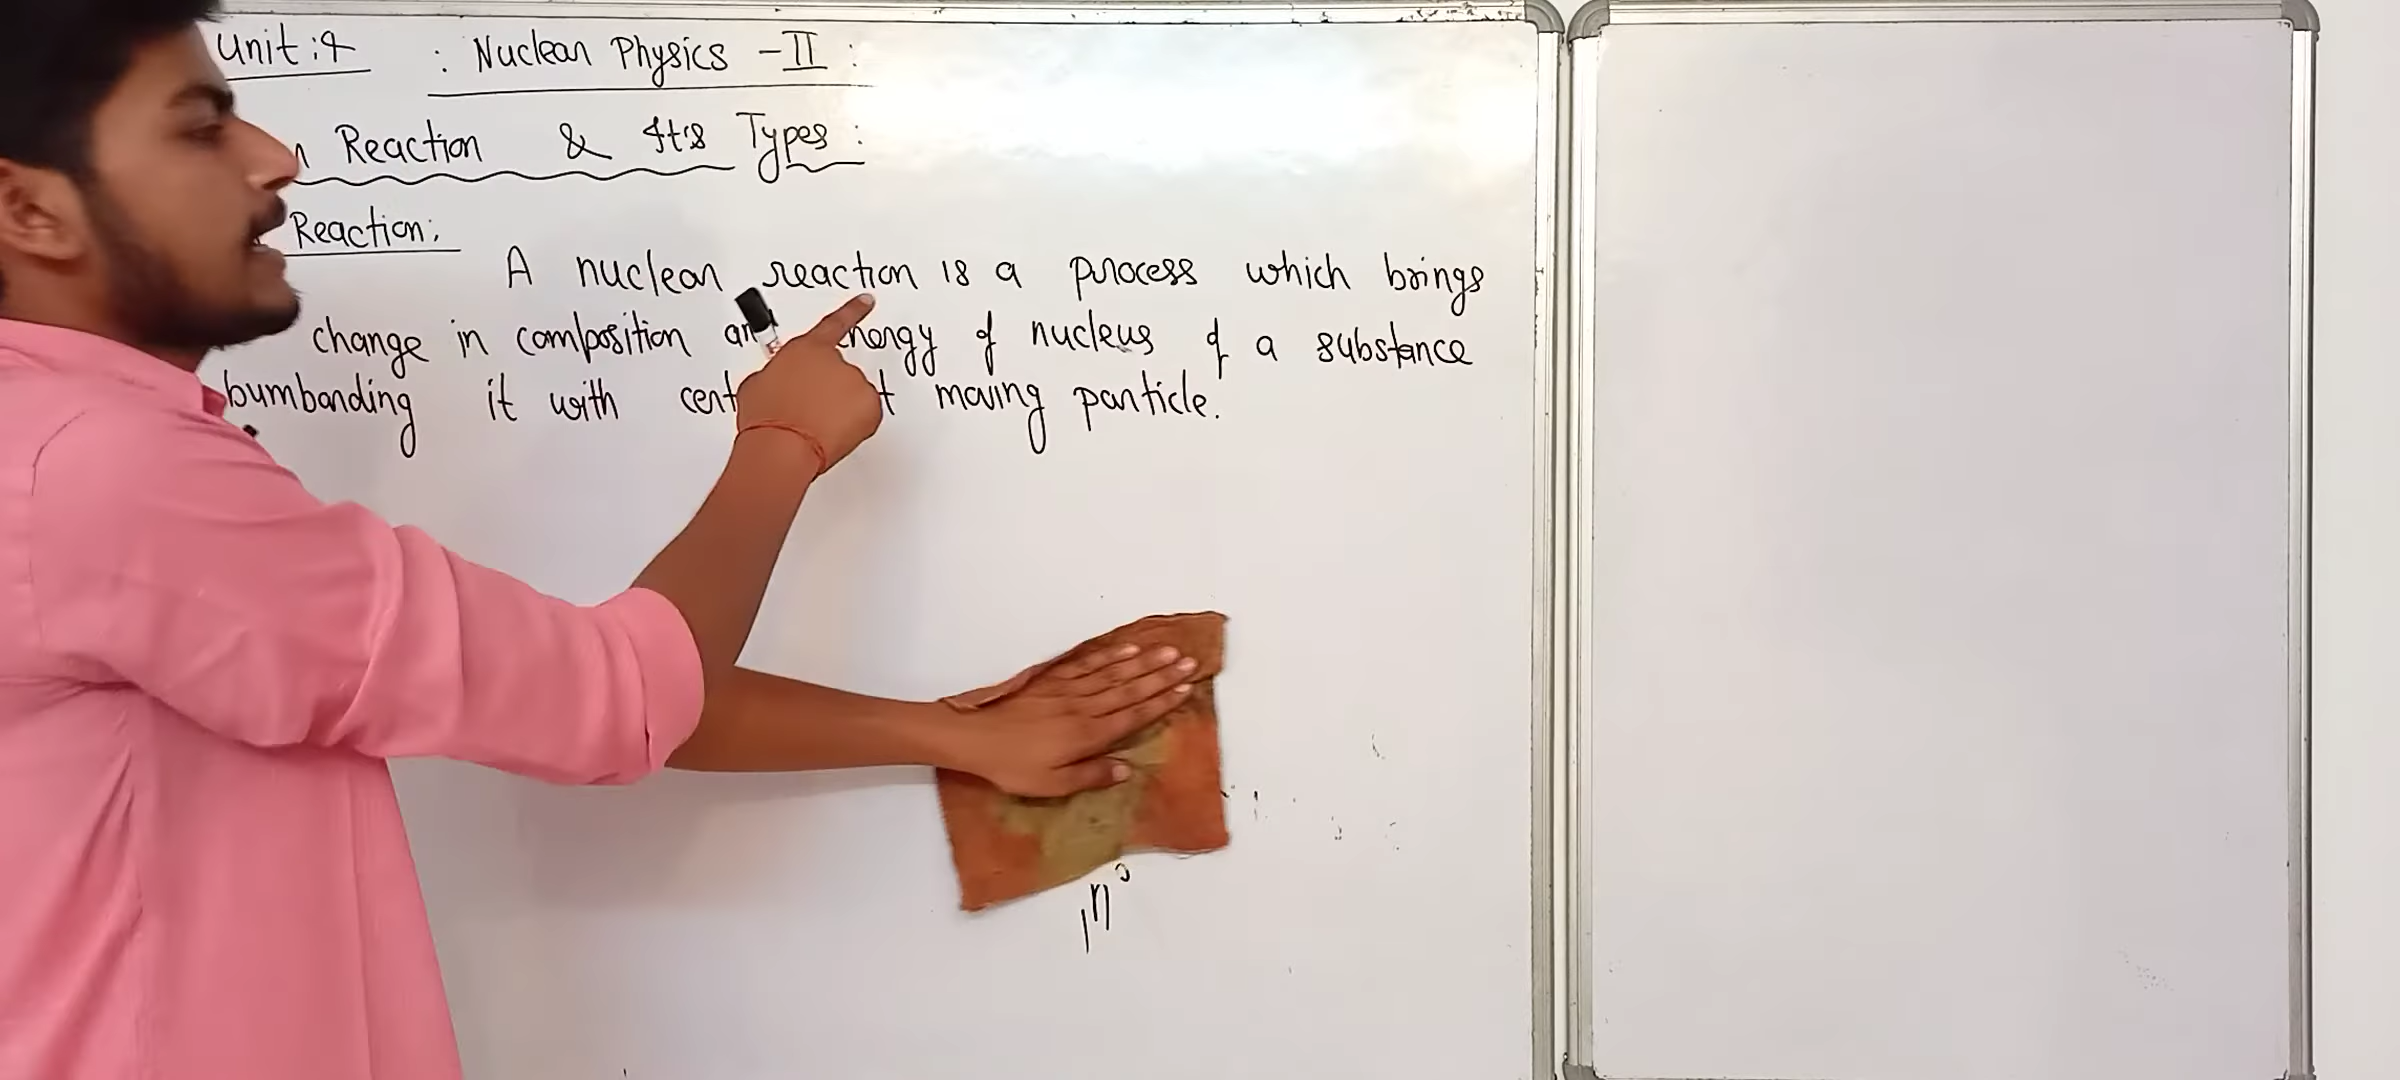 Unit:4 : Nuclear Physics -II :
Reaction & It's Types:
Reaction:
A nuclear reaction is a process which brings
change in composition energy of nucleus of a substance
bumbarding it with moving particle.